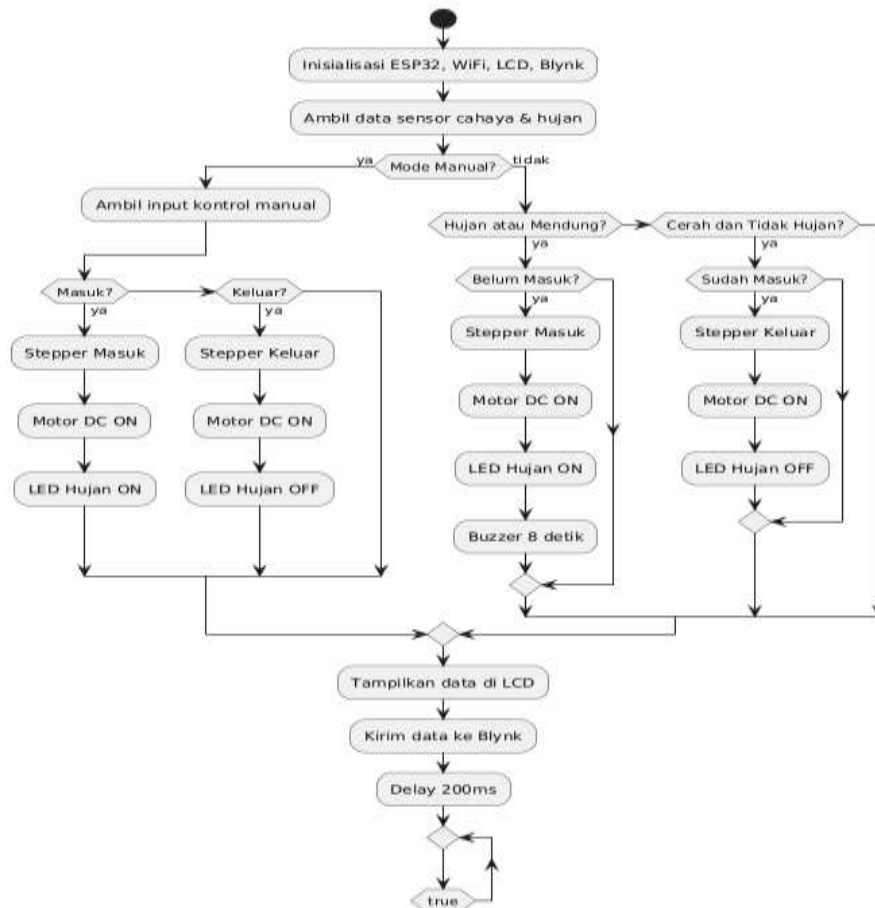 Inisialisasi ESP32, WiFi, LCD, Blynk
Ambil data sensor cahaya & hujan
ya
Mode Manual?
tidak
Ambil input kontrol manual
Masuk?
ya
Keluar?
ya
Stepper Masuk
Stepper Keluar
Motor DC ON
Motor DC ON
LED Hujan ON
LED Hujan OFF
Hujan atau Mendung?
ya
Cerah dan Tidak Hujan?
ya
Belum Masuk?
ya
Sudah Masuk?
ya
Stepper Masuk
Stepper Keluar
Motor DC ON
Motor DC ON
LED Hujan ON
LED Hujan OFF
Buzzer 8 detik
Tampilkan data di LCD
Kirim data ke Blynk
Delay 200ms
true